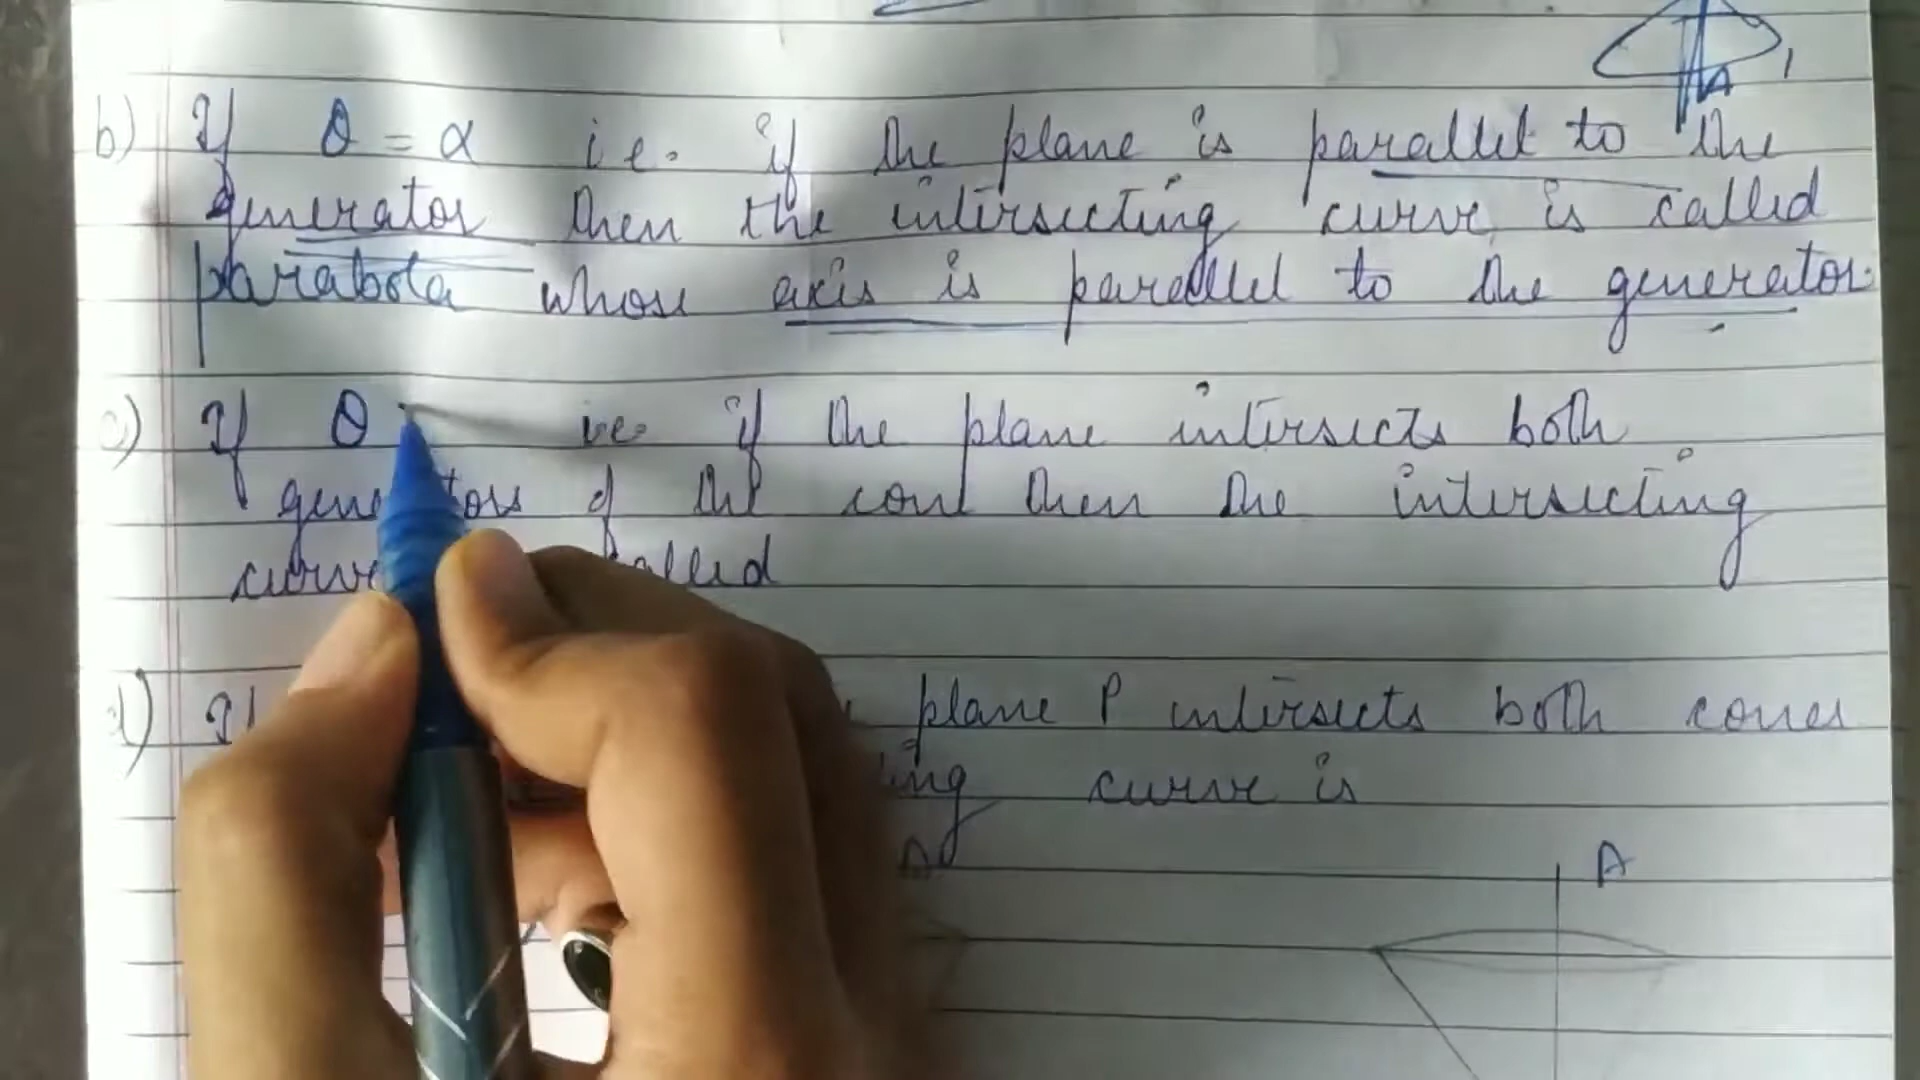 b) If θ = α i.e. if the plane is parallel to the
generator then the intersecting curve is called
parabola whose axis is parallel to the generator.
c) If θ i.e. if the plane intersects both
of the cone then the intersecting
curve called
d) If plane P intersects both cones
curve is
A
A
A